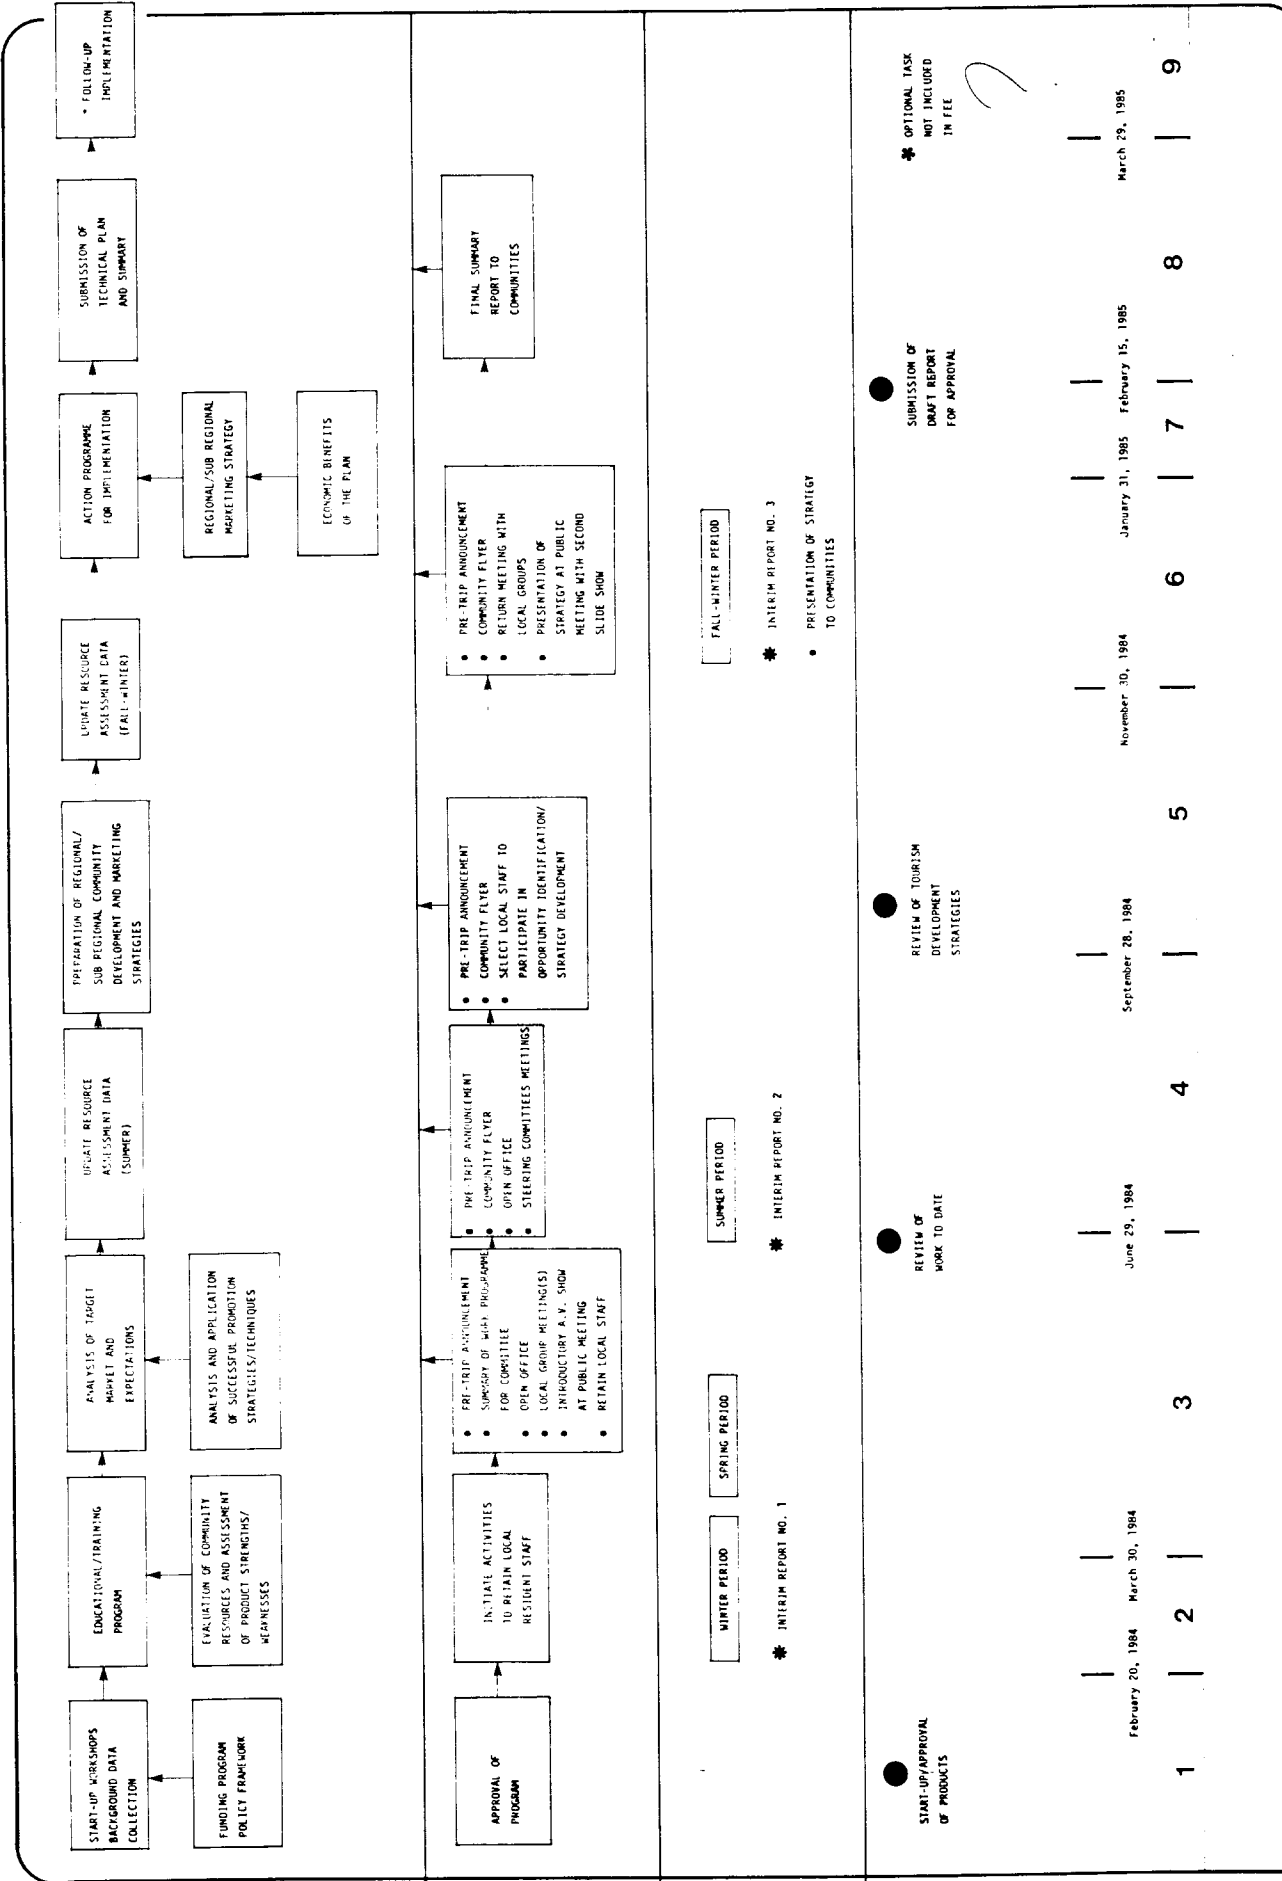 START-UP WORKSHOPS
BACKGROUND DATA
COLLECTION
EDUCATIONAL/TRAINING
PROGRAM
ANALYSIS OF TARGET
MARKET AND
EXPECTATIONS
UPDATE RESOURCE
ASSESSMENT DATA
(SUMMER)
PREPARATION OF REGIONAL/
SUB REGIONAL COMMUNITY
DEVELOPMENT AND MARKETING
STRATEGIES
UPDATE RESOURCE
ASSESSMENT DATA
(FALL-WINTER)
ACTION PROGRAMME
FOR IMPLEMENTATION
SUBMISSION OF
TECHNICAL PLAN
AND SUMMARY
* FOLLOW-UP
IMPLEMENTATION
FUNDING PROGRAM
POLICY FRAMEWORK
EVALUATION OF COMMUNITY
RESOURCES AND ASSESSMENT
OF PRODUCT STRENGTHS/
WEAKNESSES
ANALYSIS AND APPLICATION
OF SUCCESSFUL PROMOTION
STRATEGIES/TECHNIQUES
REGIONAL/SUB REGIONAL
MARKETING STRATEGY
ECONOMIC BENEFITS
OF THE PLAN
APPROVAL OF
PROGRAM
INITIATE ACTIVITIES
TO RETAIN LOCAL
RESIDENT STAFF
• PRE-TRIP ANNOUNCEMENT
• SUMMARY OF WORK PROGRAMME
FOR COMMITTEE
• OPEN OFFICE
• LOCAL GROUP MEETING(S)
• INTRODUCTORY A.V. SHOW
AT PUBLIC MEETING
• RETAIN LOCAL STAFF
• PRE-TRIP ANNOUNCEMENT
• COMMUNITY FLYER
• OPEN OFFICE
• STEERING COMMITTEES MEETINGS
• PRE-TRIP ANNOUNCEMENT
• COMMUNITY FLYER
• SELECT LOCAL STAFF TO
PARTICIPATE IN
OPPORTUNITY IDENTIFICATION/
STRATEGY DEVELOPMENT
• PRE-TRIP ANNOUNCEMENT
• COMMUNITY FLYER
• RETURN MEETING WITH
LOCAL GROUPS
• PRESENTATION OF
STRATEGY AT PUBLIC
MEETING WITH SECOND
SLIDE SHOW
FINAL SUMMARY
REPORT TO
COMMUNITIES
WINTER PERIOD
SPRING PERIOD
SUMMER PERIOD
FALL-WINTER PERIOD
✱ INTERIM REPORT NO. 1
✱ INTERIM REPORT NO. 2
✱ INTERIM REPORT NO. 3
• PRESENTATION OF STRATEGY
TO COMMUNITIES
START-UP/APPROVAL
OF PRODUCTS
REVIEW OF
WORK TO DATE
REVIEW OF TOURISM
DEVELOPMENT
STRATEGIES
SUBMISSION OF
DRAFT REPORT
FOR APPROVAL
✱ OPTIONAL TASK
NOT INCLUDED
IN FEE
February 20, 1984 March 30, 1984 June 29, 1984 September 28, 1984 November 30, 1984 January 31, 1985 February 15, 1985 March 29, 1985
1 2 3 4 5 6 7 8 9